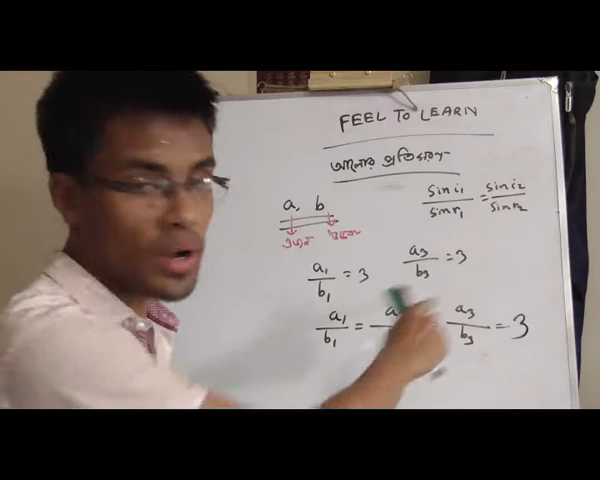 FEEL TO LEARN
আলোর প্রতিসরণ-
a, b
sin i₁/sin r₁ = sin i₂/sin r₂
a₁/b₁ = 3
a₃/b₃ = 3
a₁/b₁ = a₃/b₃ = 3